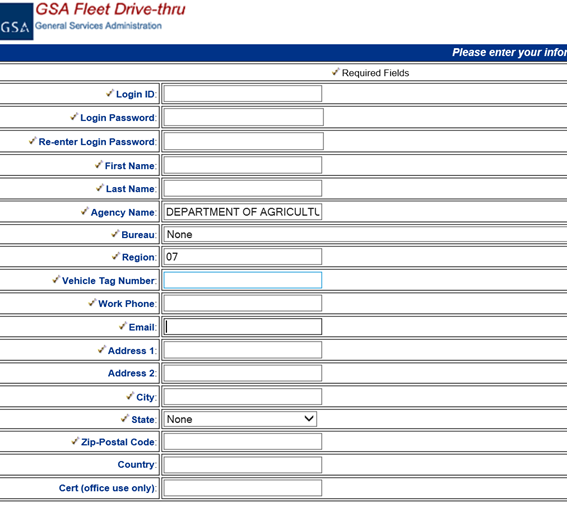 GSA Fleet Drive-thru
GSA General Services Administration
Please enter your infor
Required Fields
Login ID:
Login Password:
Re-enter Login Password:
First Name:
Last Name:
Agency Name: DEPARTMENT OF AGRICULTU
Bureau: None
Region: 07
Vehicle Tag Number:
Work Phone:
Email:
Address 1:
Address 2:
City:
State: None
Zip-Postal Code:
Country:
Cert (office use only):